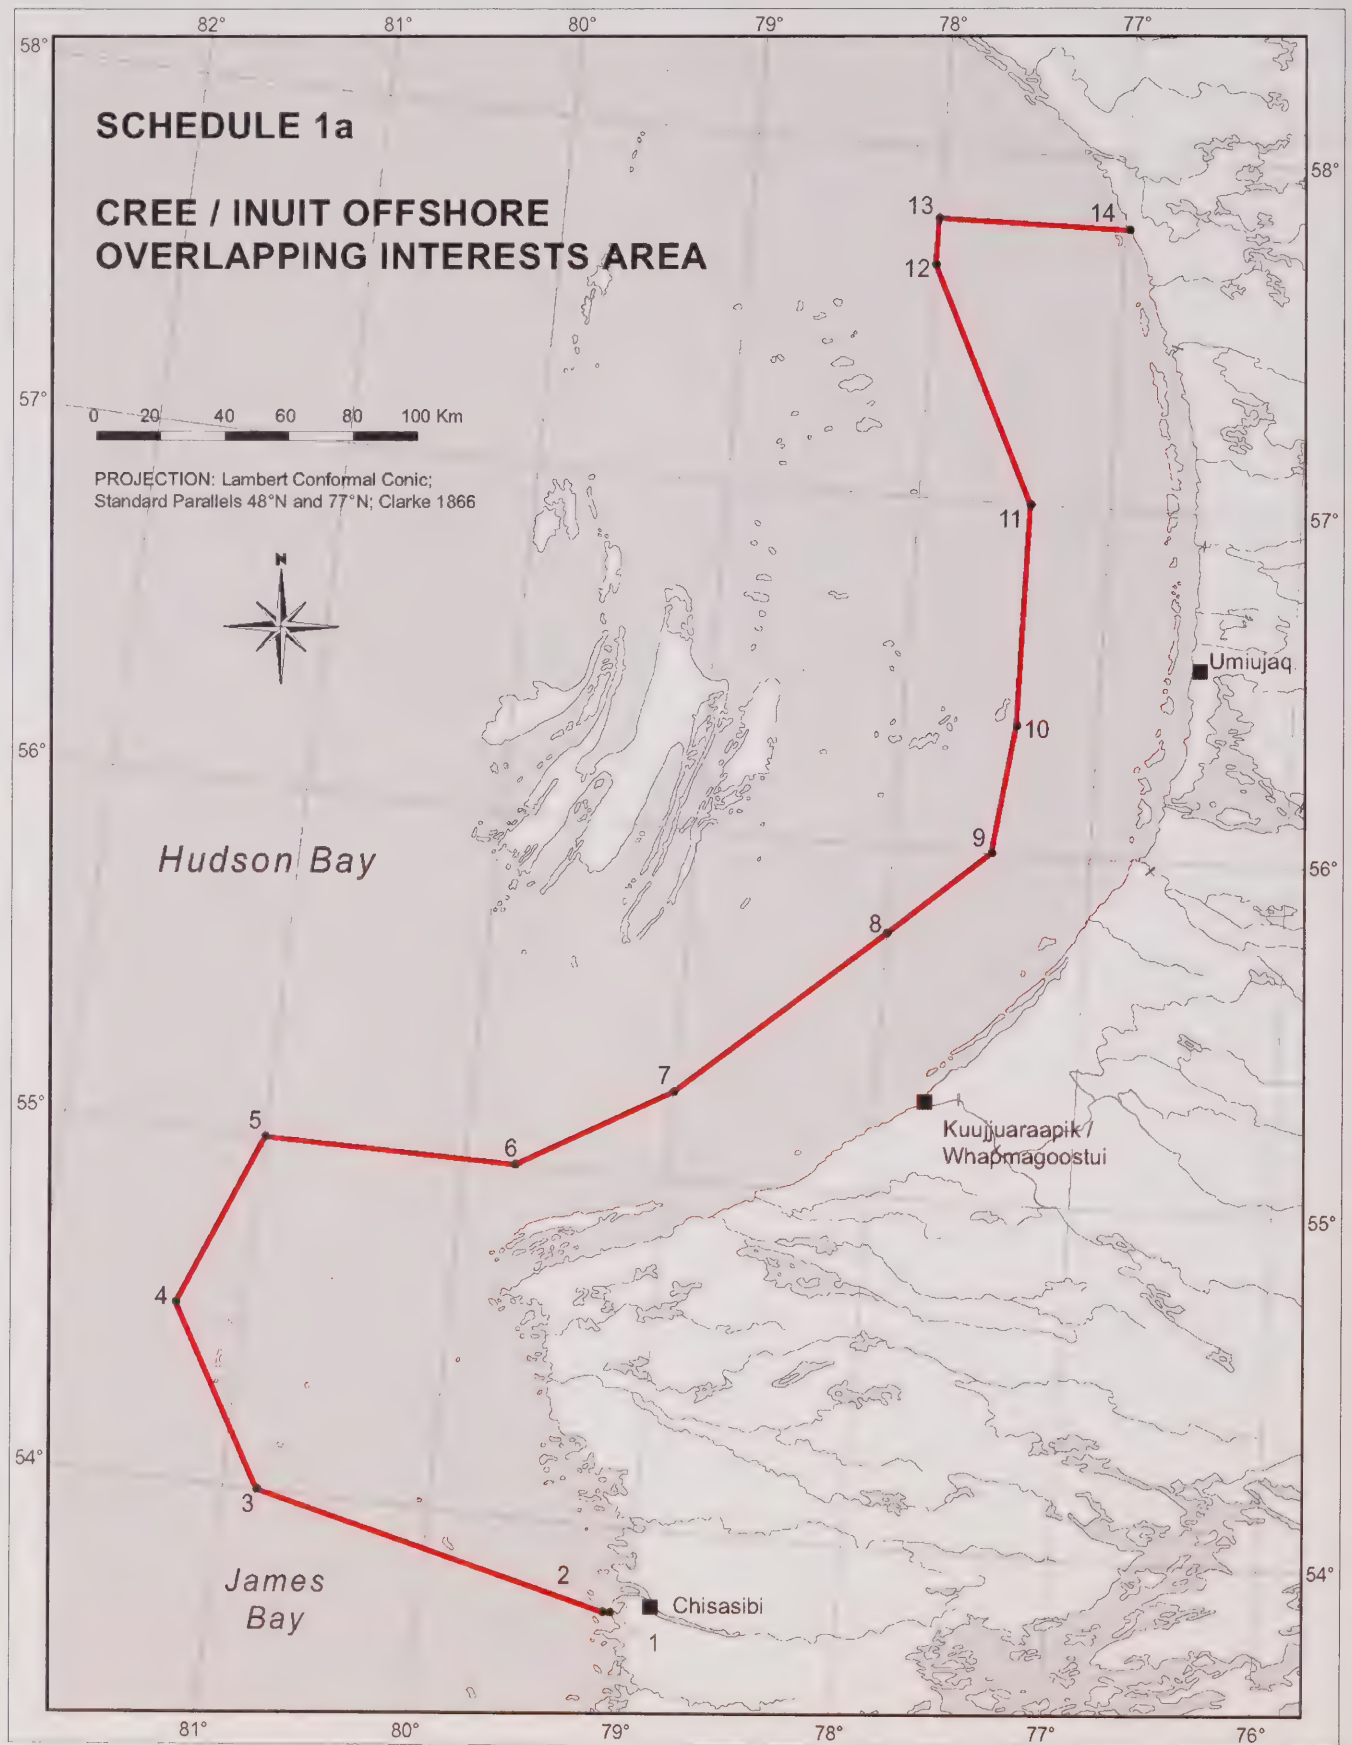 82° 81° 80° 79° 78° 77°
58°
SCHEDULE 1a
58°
CREE / INUIT OFFSHORE
OVERLAPPING INTERESTS AREA
13 14
12
57°
0 20 40 60 80 100 Km
PROJECTION: Lambert Conformal Conic;
Standard Parallels 48°N and 77°N; Clarke 1866
11
57°
N
Umiujaq
10
56°
9
Hudson Bay
56°
8
7
55°
5
6
Kuujjuaraapik /
Whapmagoostui
55°
4
54°
3
2
54°
James
Bay
Chisasibi
1
81° 80° 79° 78° 77° 76°